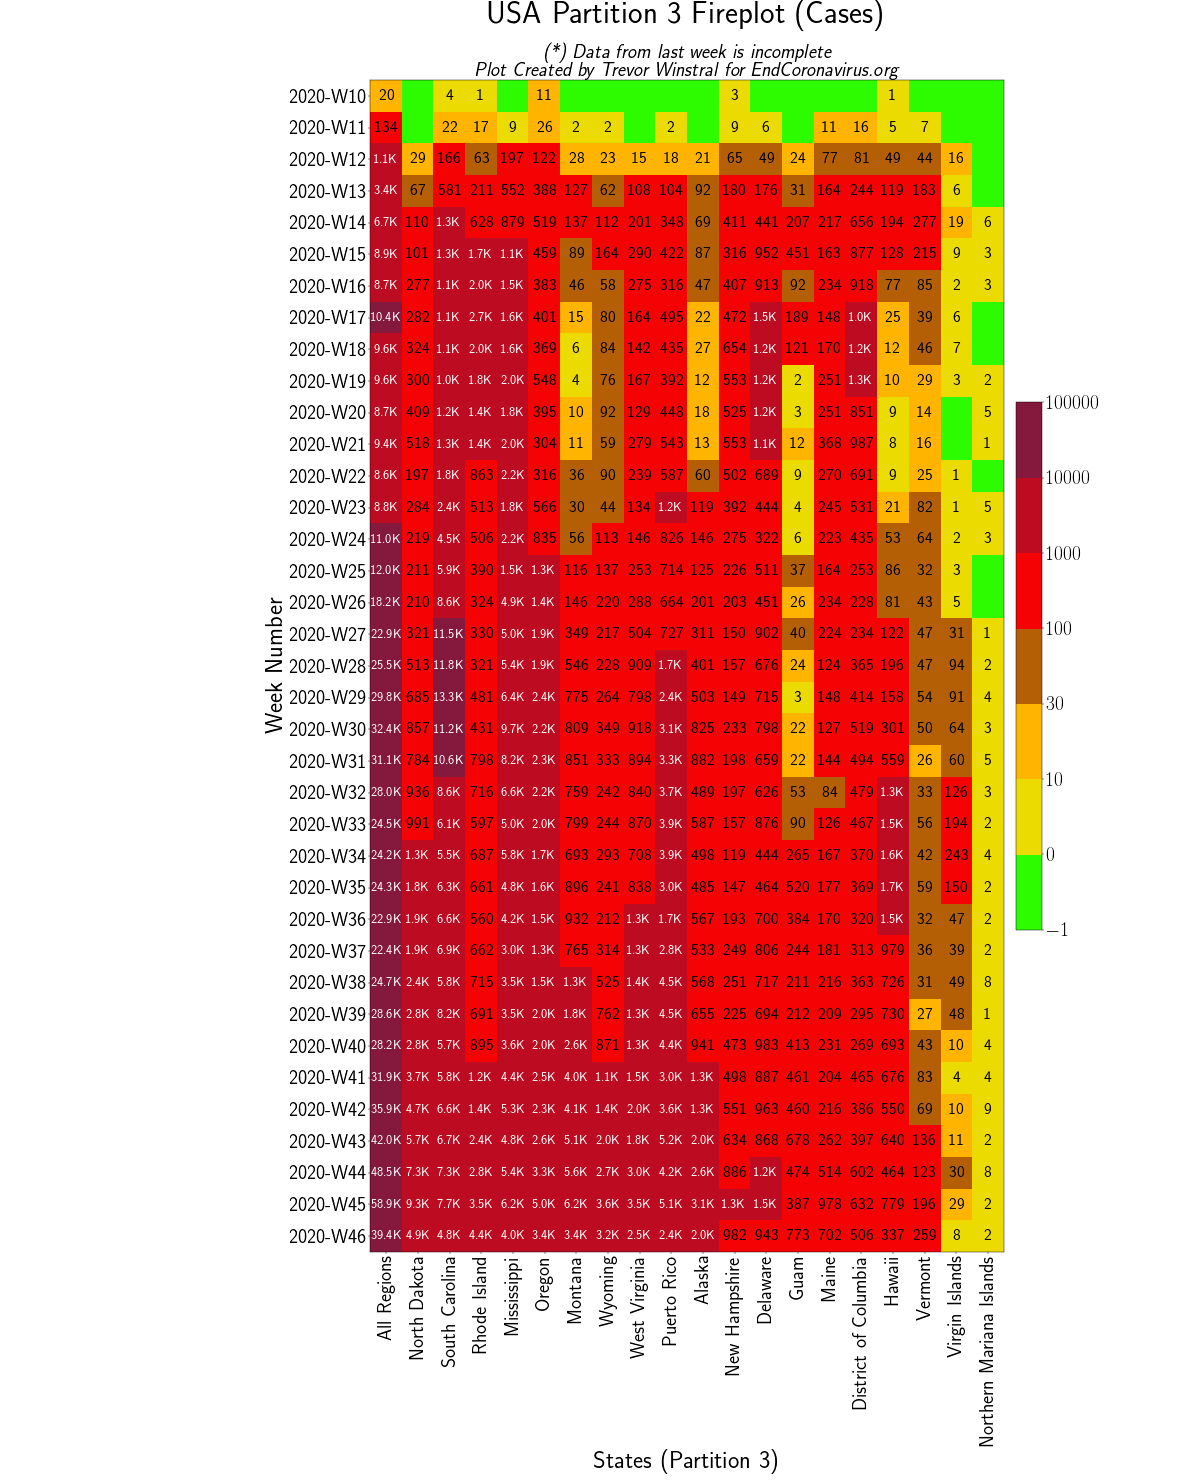 USA Partition 3 Fireplot (Cases)
(*) Data from last week is incomplete
Plot Created by Trevor Winstral for EndCoronavirus.org
2020-W10 20 4 1 11 3 1
2020-W11 134 22 17 9 26 2 2 2 9 6 11 16 5 7
2020-W12 1.1K 29 166 63 197 122 28 23 15 18 21 65 49 24 77 81 49 44 16
2020-W13 3.4K 67 581 211 552 388 127 62 108 104 92 180 176 31 164 244 119 183 6
2020-W14 6.7K 110 1.3K 628 879 519 137 112 201 348 69 411 441 207 217 656 194 277 19 6
2020-W15 8.9K 101 1.3K 1.7K 1.1K 459 89 164 290 422 87 316 952 451 163 877 128 215 9 3
2020-W16 8.7K 277 1.1K 2.0K 1.5K 383 46 58 275 316 47 407 913 92 234 918 77 85 2 3
2020-W17 10.4K 282 1.1K 2.7K 1.6K 401 15 80 164 495 22 472 1.5K 189 148 1.0K 25 39 6
2020-W18 9.6K 324 1.1K 2.0K 1.6K 369 6 84 142 435 27 654 1.2K 121 170 1.2K 12 46 7
2020-W19 9.6K 300 1.0K 1.8K 2.0K 548 4 76 167 392 12 553 1.2K 2 251 1.3K 10 29 3 2
2020-W20 8.7K 409 1.2K 1.4K 1.8K 395 10 92 129 448 18 525 1.2K 3 251 851 9 14 5
2020-W21 9.4K 518 1.3K 1.4K 2.0K 304 11 59 279 543 13 553 1.1K 12 368 987 8 16 1
2020-W22 8.6K 197 1.8K 863 2.2K 316 36 90 239 587 60 502 689 9 270 691 9 25 1
2020-W23 8.8K 284 2.4K 513 1.8K 566 30 44 134 1.2K 119 392 444 4 245 531 21 82 1 5
2020-W24 11.0K 219 4.5K 506 2.2K 835 56 113 146 826 146 275 322 6 223 435 53 64 2 3
2020-W25 12.0K 211 5.9K 390 1.5K 1.3K 116 137 253 714 125 226 511 37 164 253 86 32 3
2020-W26 18.2K 210 8.6K 324 4.9K 1.4K 146 220 288 664 201 203 451 26 234 228 81 43 5
2020-W27 22.9K 321 11.5K 330 5.0K 1.9K 349 217 504 727 311 150 902 40 224 234 122 47 31 1
2020-W28 25.5K 513 11.8K 321 5.4K 1.9K 546 228 909 1.7K 401 157 676 24 124 365 196 47 94 2
2020-W29 29.8K 685 13.3K 481 6.4K 2.4K 775 264 798 2.4K 503 149 715 3 148 414 158 54 91 4
2020-W30 32.4K 857 11.2K 431 9.7K 2.2K 809 349 918 3.1K 825 233 798 22 127 519 301 50 64 3
2020-W31 31.1K 784 10.6K 798 8.2K 2.3K 851 333 894 3.3K 882 198 659 22 144 494 559 26 60 5
2020-W32 28.0K 936 8.6K 716 6.6K 2.2K 759 242 840 3.7K 489 197 626 53 84 479 1.3K 33 126 3
2020-W33 24.5K 991 6.1K 597 5.0K 2.0K 799 244 870 3.9K 587 157 876 90 126 467 1.5K 56 194 2
2020-W34 24.2K 1.3K 5.5K 687 5.8K 1.7K 693 293 708 3.9K 498 119 444 265 167 370 1.6K 42 243 4
2020-W35 24.3K 1.8K 6.3K 661 4.8K 1.6K 896 241 838 3.0K 485 147 464 520 177 369 1.7K 59 150 2
2020-W36 22.9K 1.9K 6.6K 560 4.2K 1.5K 932 212 1.3K 1.7K 567 193 700 384 170 320 1.5K 32 47 2
2020-W37 22.4K 1.9K 6.9K 662 3.0K 1.3K 765 314 1.3K 2.8K 533 249 806 244 181 313 979 36 39 2
2020-W38 24.7K 2.4K 5.8K 715 3.5K 1.5K 1.3K 525 1.4K 4.5K 568 251 717 211 216 363 726 31 49 8
2020-W39 28.6K 2.8K 8.2K 691 3.5K 2.0K 1.8K 762 1.3K 4.5K 655 225 694 212 209 295 730 27 48 1
2020-W40 28.2K 2.8K 5.7K 895 3.6K 2.0K 2.6K 871 1.3K 4.4K 941 473 983 413 231 269 693 43 10 4
2020-W41 31.9K 3.7K 5.8K 1.2K 4.4K 2.5K 4.0K 1.1K 1.5K 3.0K 1.3K 498 887 461 204 465 676 83 4 4
2020-W42 35.9K 4.7K 6.6K 1.4K 5.3K 2.3K 4.1K 1.4K 2.0K 3.6K 1.3K 551 963 460 216 386 550 69 10 9
2020-W43 42.0K 5.7K 6.7K 2.4K 4.8K 2.6K 5.1K 2.0K 1.8K 5.2K 2.0K 634 868 678 262 397 640 136 11 2
2020-W44 48.5K 7.3K 7.3K 2.8K 5.4K 3.3K 5.6K 2.7K 3.0K 4.2K 2.6K 886 1.2K 474 514 602 464 123 30 8
2020-W45 58.9K 9.3K 7.7K 3.5K 6.2K 5.0K 6.2K 3.6K 3.5K 5.1K 3.1K 1.3K 1.5K 387 978 632 779 196 29 2
2020-W46 39.4K 4.9K 4.8K 4.4K 4.0K 3.4K 3.4K 3.2K 2.5K 2.4K 2.0K 982 943 773 702 506 337 259 8 2
Week Number
All Regions
North Dakota
South Carolina
Rhode Island
Mississippi
Oregon
Montana
Wyoming
West Virginia
Puerto Rico
Alaska
New Hampshire
Delaware
Guam
Maine
District of Columbia
Hawaii
Vermont
Virgin Islands
Northern Mariana Islands
States (Partition 3)
100000
10000
1000
100
30
10
0
−1